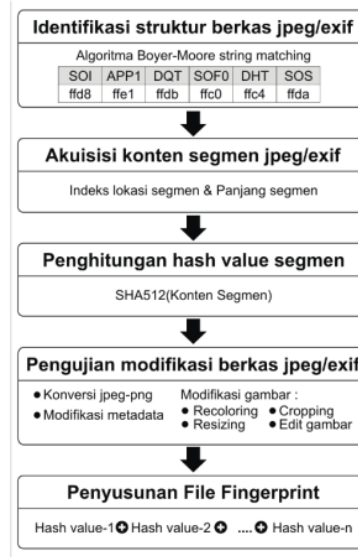 Identifikasi struktur berkas jpeg/exif
Algoritma Boyer-Moore string matching
SOI APP1 DQT SOF0 DHT SOS
ffd8 ffe1 ffdb ffc0 ffc4 ffda
Akuisisi konten segmen jpeg/exif
Indeks lokasi segmen & Panjang segmen
Penghitungan hash value segmen
SHA512(Konten Segmen)
Pengujian modifikasi berkas jpeg/exif
• Konversi jpeg-png
• Modifikasi metadata
Modifikasi gambar :
• Recoloring • Cropping
• Resizing • Edit gambar
Penyusunan File Fingerprint
Hash value-1 + Hash value-2 + .... + Hash value-n